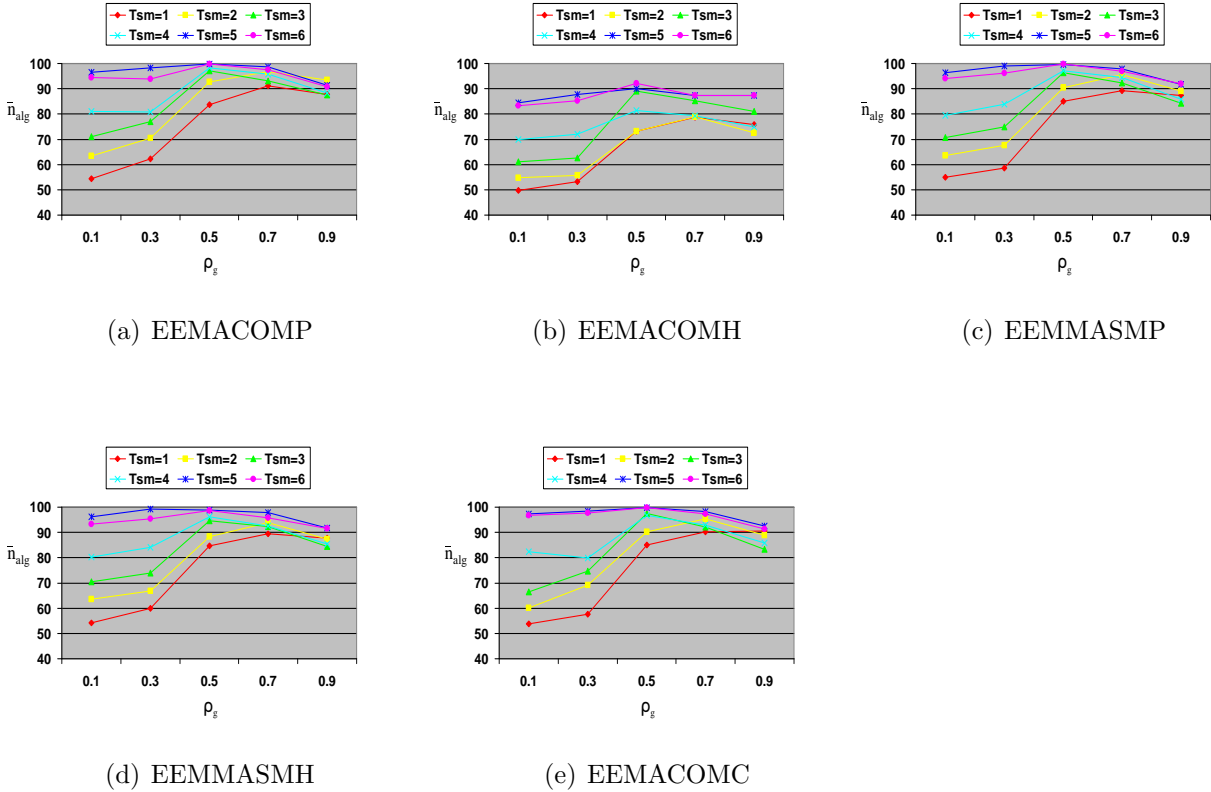 Tsm=1 Tsm=2 Tsm=3
Tsm=4 Tsm=5 Tsm=6
100
90
80
70
60
50
40
n̄alg
0.1 0.3 0.5 0.7 0.9
ρg
(a) EEMACOMP
Tsm=1 Tsm=2 Tsm=3
Tsm=4 Tsm=5 Tsm=6
100
90
80
70
60
50
40
n̄alg
0.1 0.3 0.5 0.7 0.9
ρg
(b) EEMACOMH
Tsm=1 Tsm=2 Tsm=3
Tsm=4 Tsm=5 Tsm=6
100
90
80
70
60
50
40
n̄alg
0.1 0.3 0.5 0.7 0.9
ρg
(c) EEMMASMP
Tsm=1 Tsm=2 Tsm=3
Tsm=4 Tsm=5 Tsm=6
100
90
80
70
60
50
40
n̄alg
0.1 0.3 0.5 0.7 0.9
ρg
(d) EEMMASMH
Tsm=1 Tsm=2 Tsm=3
Tsm=4 Tsm=5 Tsm=6
100
90
80
70
60
50
40
n̄alg
0.1 0.3 0.5 0.7 0.9
ρg
(e) EEMACOMC